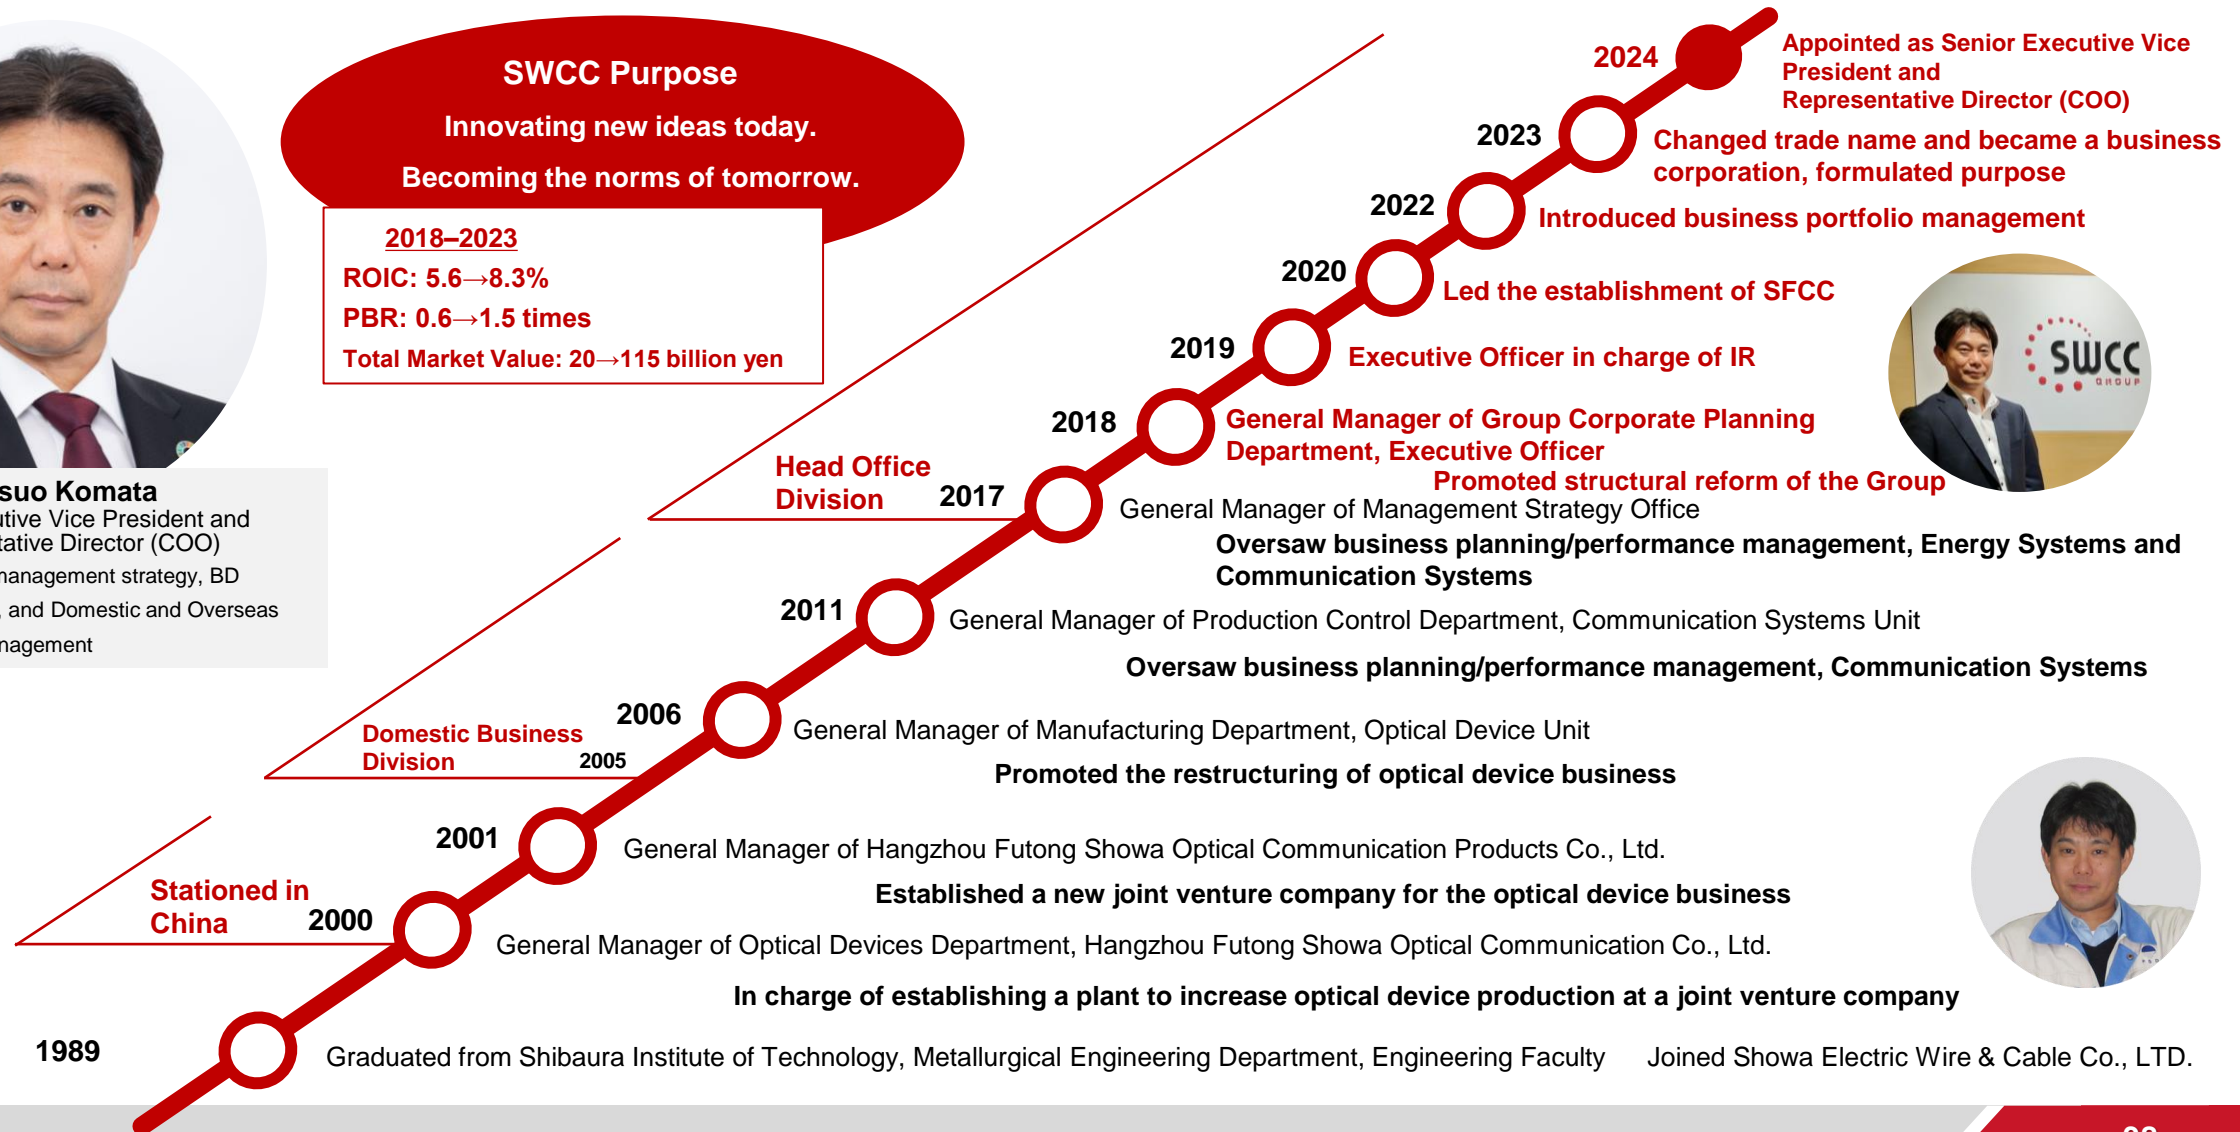 SWCC Purpose
Innovating new ideas today.
Becoming the norms of tomorrow.
2018–2023
ROIC: 5.6→8.3%
PBR: 0.6→1.5 times
Total Market Value: 20→115 billion yen
Komata
Vice President and
Director (COO)
management strategy, BD
, and Domestic and Overseas
2024
Appointed as Senior Executive Vice
President and
Representative Director (COO)
2023
Changed trade name and became a business
corporation, formulated purpose
2022
Introduced business portfolio management
2020
Led the establishment of SFCC
2019
Executive Officer in charge of IR
SWCC
GROUP
2018
General Manager of Group Corporate Planning
Department, Executive Officer
Promoted structural reform of the Group
Head Office
Division
2017
General Manager of Management Strategy Office
Oversaw business planning/performance management, Energy Systems and
Communication Systems
2011
General Manager of Production Control Department, Communication Systems Unit
Oversaw business planning/performance management, Communication Systems
2006
General Manager of Manufacturing Department, Optical Device Unit
Domestic Business
Division
2005
Promoted the restructuring of optical device business
2001
General Manager of Hangzhou Futong Showa Optical Communication Products Co., Ltd.
Established a new joint venture company for the optical device business
Stationed in
China
2000
General Manager of Optical Devices Department, Hangzhou Futong Showa Optical Communication Co., Ltd.
In charge of establishing a plant to increase optical device production at a joint venture company
1989
Graduated from Shibaura Institute of Technology, Metallurgical Engineering Department, Engineering Faculty Joined Showa Electric Wire & Cable Co., LTD.